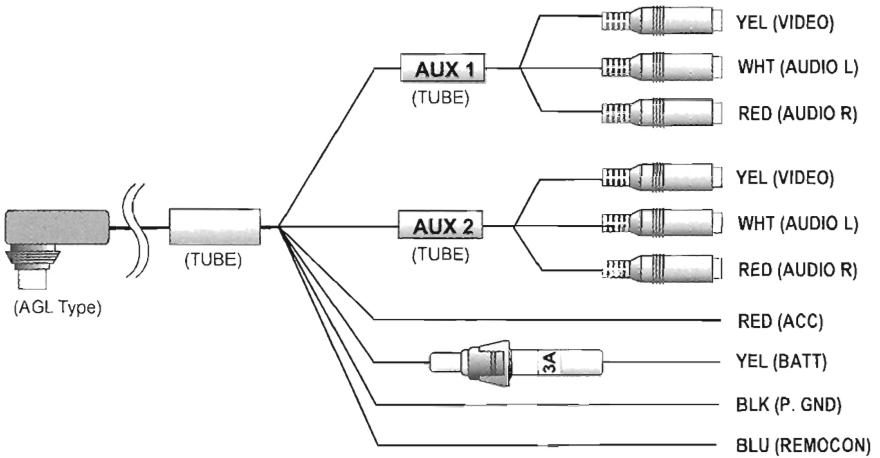 YEL (VIDEO)
AUX 1
(TUBE)
WHT (AUDIO L)
RED (AUDIO R)
YEL (VIDEO)
AUX 2
(TUBE)
WHT (AUDIO L)
RED (AUDIO R)
(TUBE)
(AGL Type)
RED (ACC)
3A
YEL (BATT)
BLK (P. GND)
BLU (REMOCON)